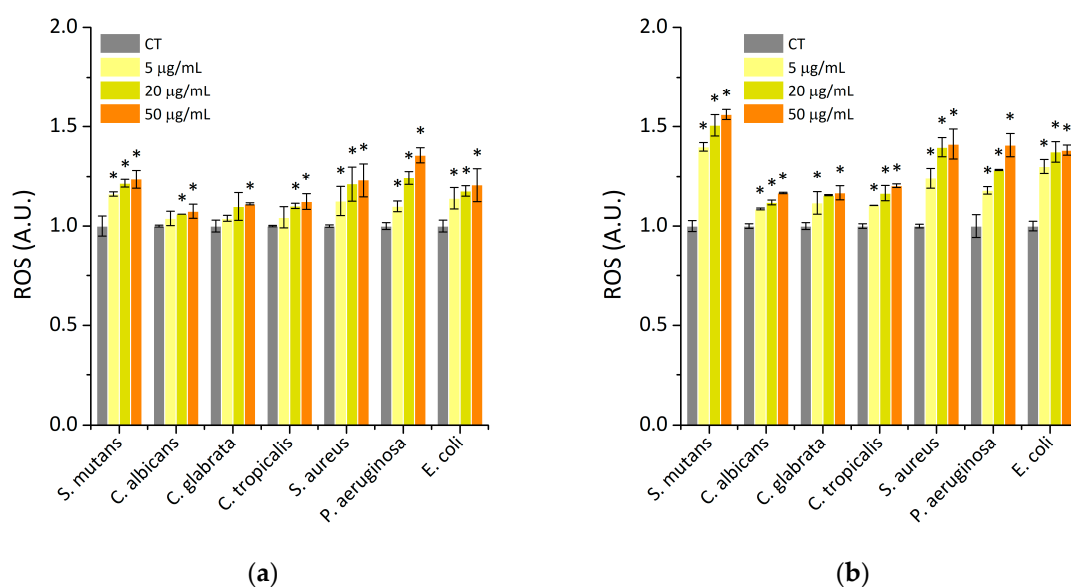 2.0
1.5
1.0
0.5
0.0
ROS (A.U.)
CT
5 µg/mL
20 µg/mL
50 µg/mL
* * *
* *
*
* *
* * *
* * *
* * *
S. mutans
C. albicans
C. glabrata
C. tropicalis
S. aureus
P. aeruginosa
E. coli
(a)
2.0
1.5
1.0
0.5
0.0
ROS (A.U.)
CT
5 µg/mL
20 µg/mL
50 µg/mL
* * *
* * *
* *
* * *
* * *
* * *
* * *
S. mutans
C. albicans
C. glabrata
C. tropicalis
S. aureus
P. aeruginosa
E. coli
(b)